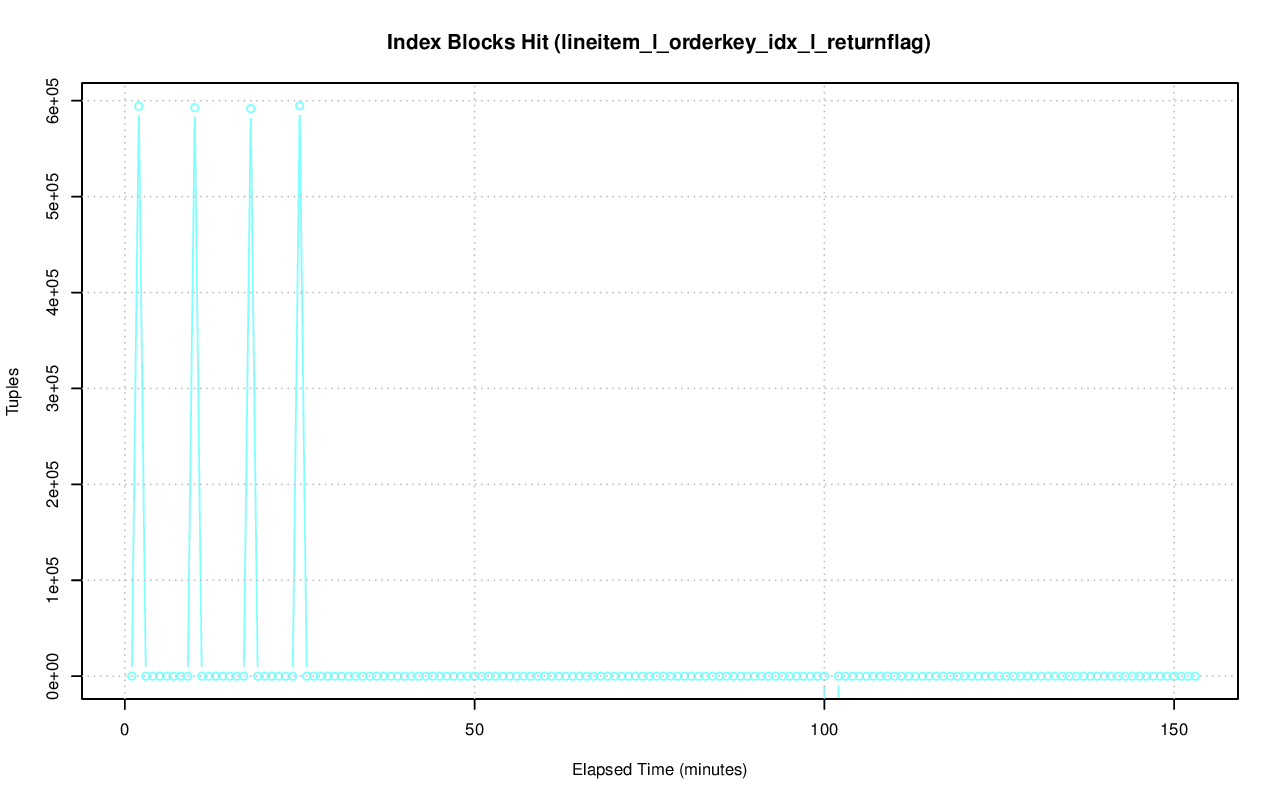 Index Blocks Hit (lineitem_l_orderkey_idx_l_returnflag)
6e+05
5e+05
4e+05
3e+05
2e+05
1e+05
0e+00
Tuples
0 50 100 150
Elapsed Time (minutes)